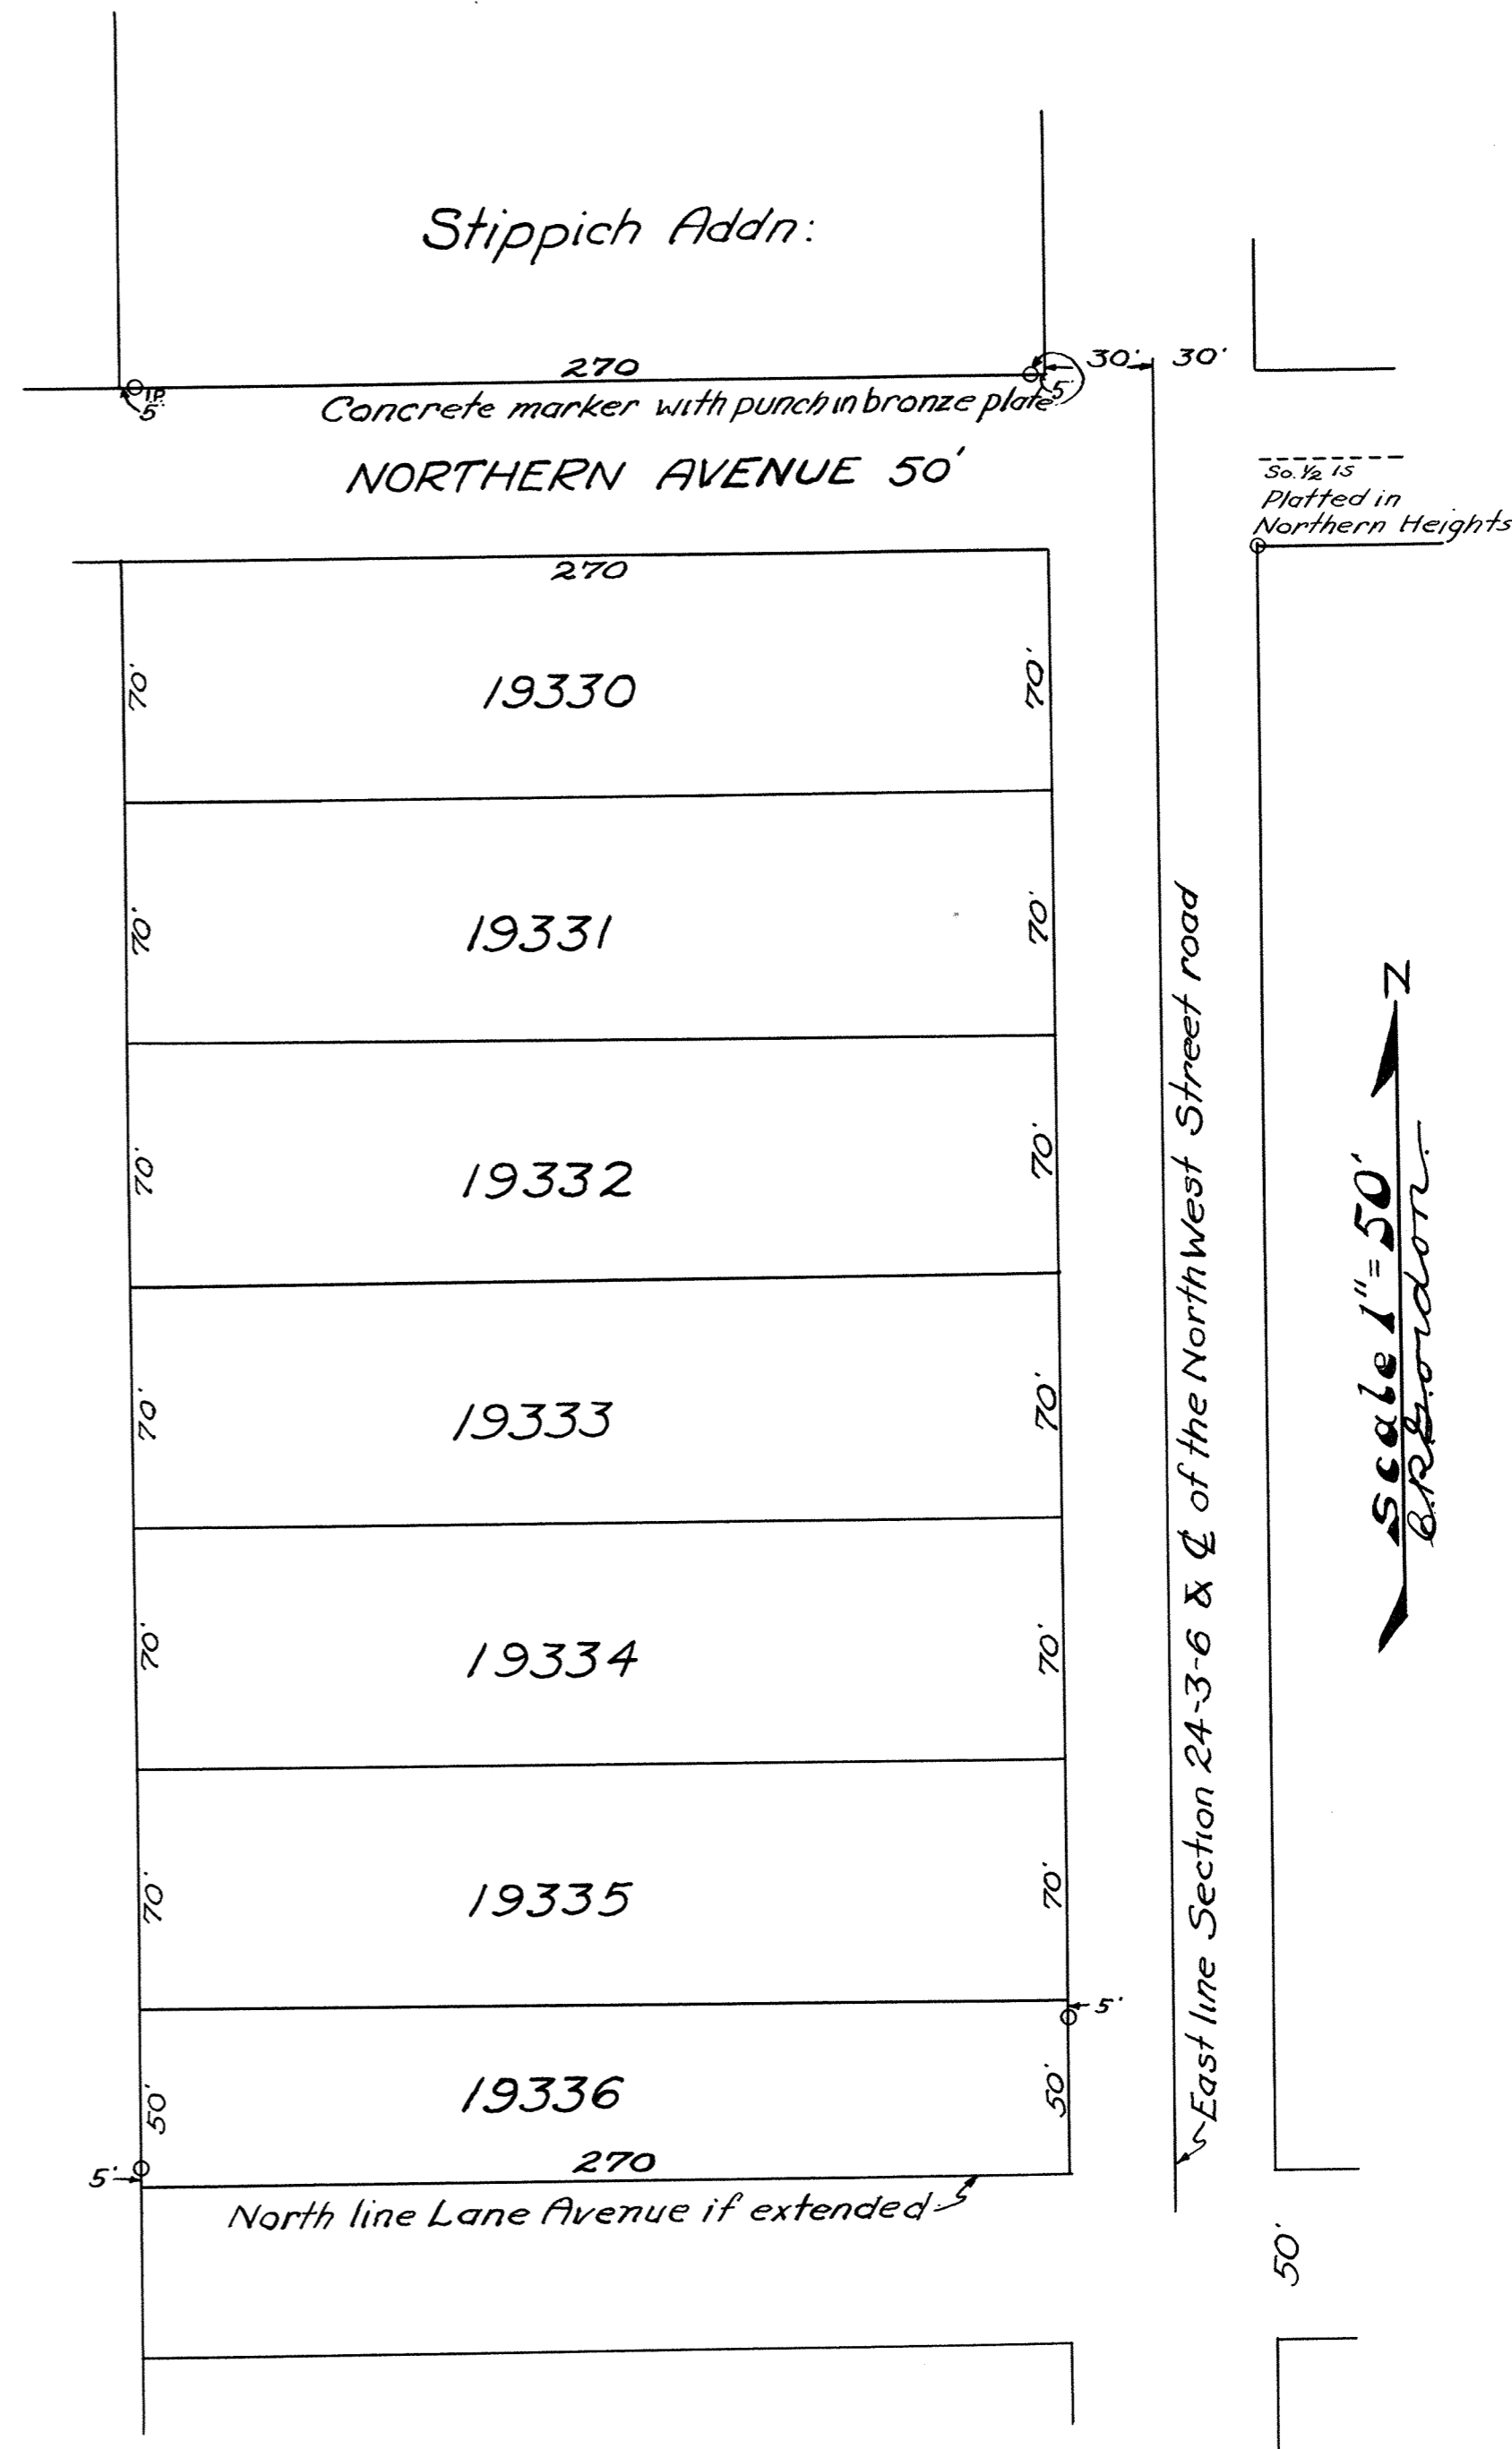 Stippich Addn:
270
30' 30'
I.P.
5'
5'
Concrete marker with punch in bronze plate
NORTHERN AVENUE 50'
So. ½ is
Platted in
Northern Heights
270
70' 19330 70'
70' 19331 70'
70' 19332 70'
70' 19333 70'
70' 19334 70'
70' 19335 70'
5'
50' 19336 50'
270
5'
North line Lane Avenue if extended
East line Section 24-3-6 & ℄ of the North West Street road
N
Scale 1"=50'
50'